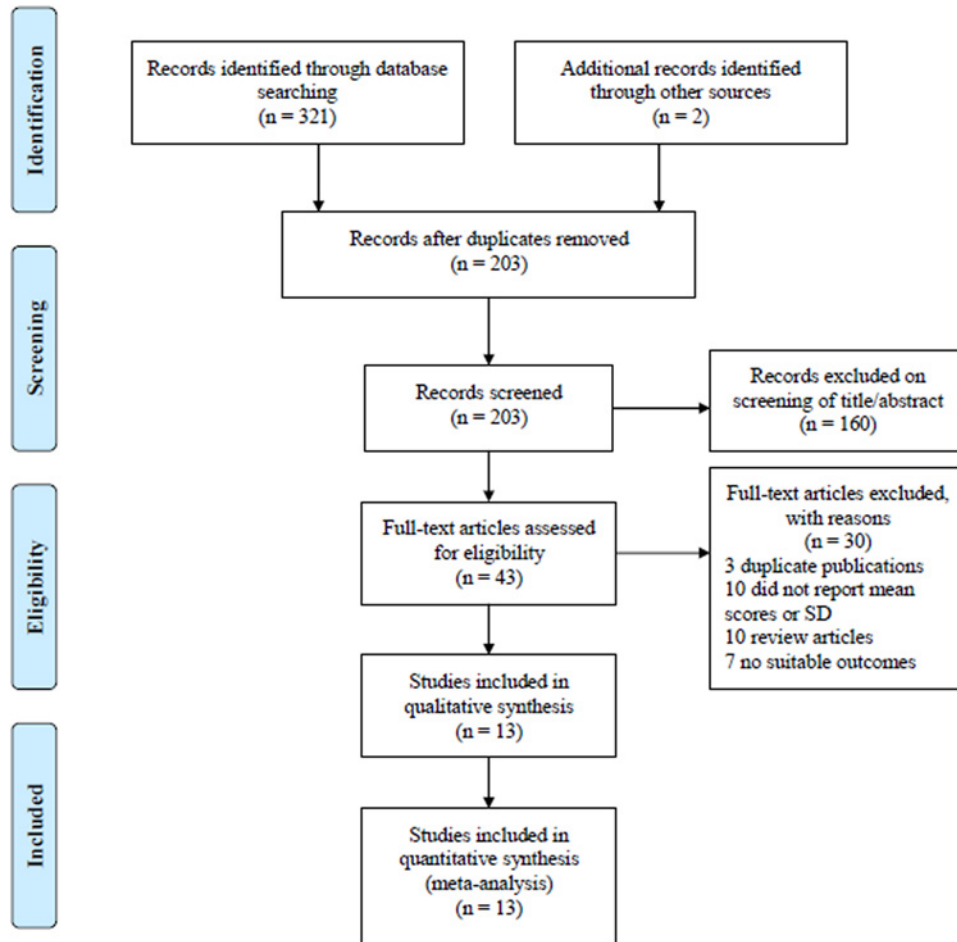 Identification
Records identified through database
searching
(n = 321)
Additional records identified
through other sources
(n = 2)
Records after duplicates removed
(n = 203)
Screening
Records screened
(n = 203)
Records excluded on
screening of title/abstract
(n = 160)
Eligibility
Full-text articles assessed
for eligibility
(n = 43)
Full-text articles excluded,
with reasons
(n = 30)
3 duplicate publications
10 did not report mean
scores or SD
10 review articles
7 no suitable outcomes
Studies included in
qualitative synthesis
(n = 13)
Included
Studies included in
quantitative synthesis
(meta-analysis)
(n = 13)